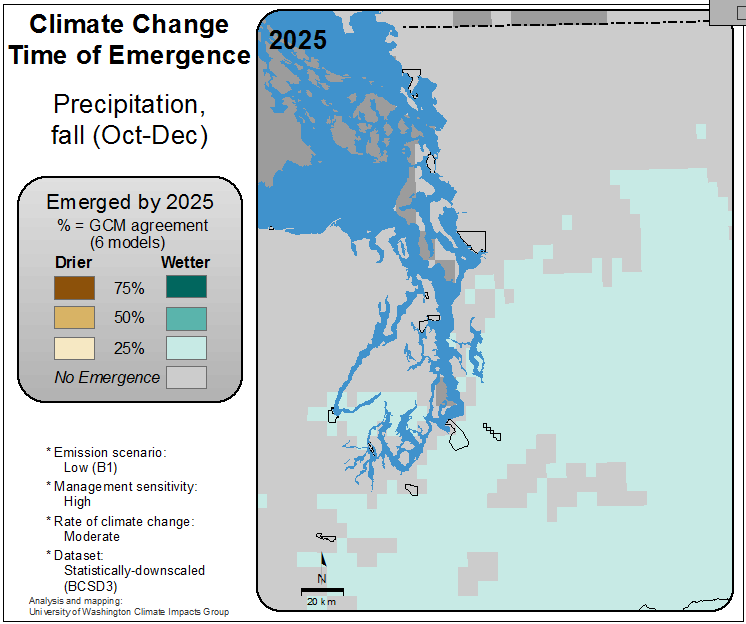 Climate Change
Time of Emergence
Precipitation,
fall (Oct-Dec)
Emerged by 2025
% = GCM agreement
(6 models)
Drier Wetter
75%
50%
25%
No Emergence
* Emission scenario:
Low (B1)
* Management sensitivity:
High
* Rate of climate change:
Moderate
* Dataset:
Statistically-downscaled
(BCSD3)
Analysis and mapping:
University of Washington Climate Impacts Group
2025
N
20 km